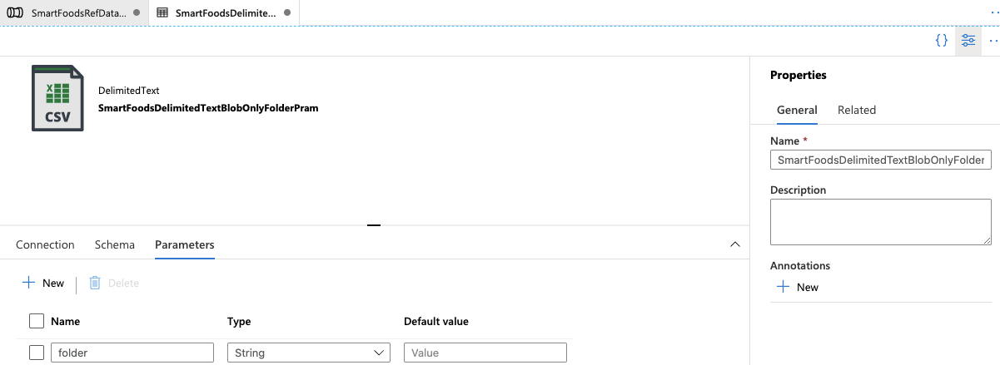 SmartFoodsRefData...
SmartFoodsDelimite...
{}
CSV
DelimitedText
SmartFoodsDelimitedTextBlobOnlyFolderPram
Properties
General Related
Name *
SmartFoodsDelimitedTextBlobOnlyFolder
Description
Annotations
New
Connection Schema Parameters
New Delete
Name Type Default value
folder String Value